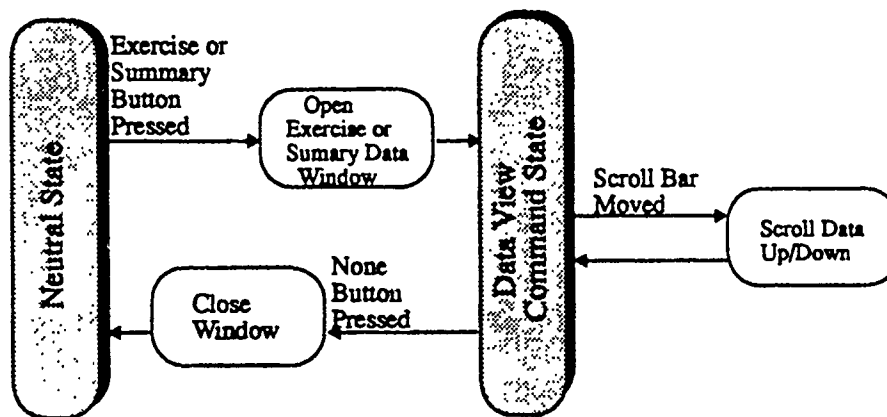 Neutral State
Exercise or
Summary
Button
Pressed
Open
Exercise or
Sumary Data
Window
Data View
Command State
Scroll Bar
Moved
Scroll Data
Up/Down
None
Button
Pressed
Close
Window